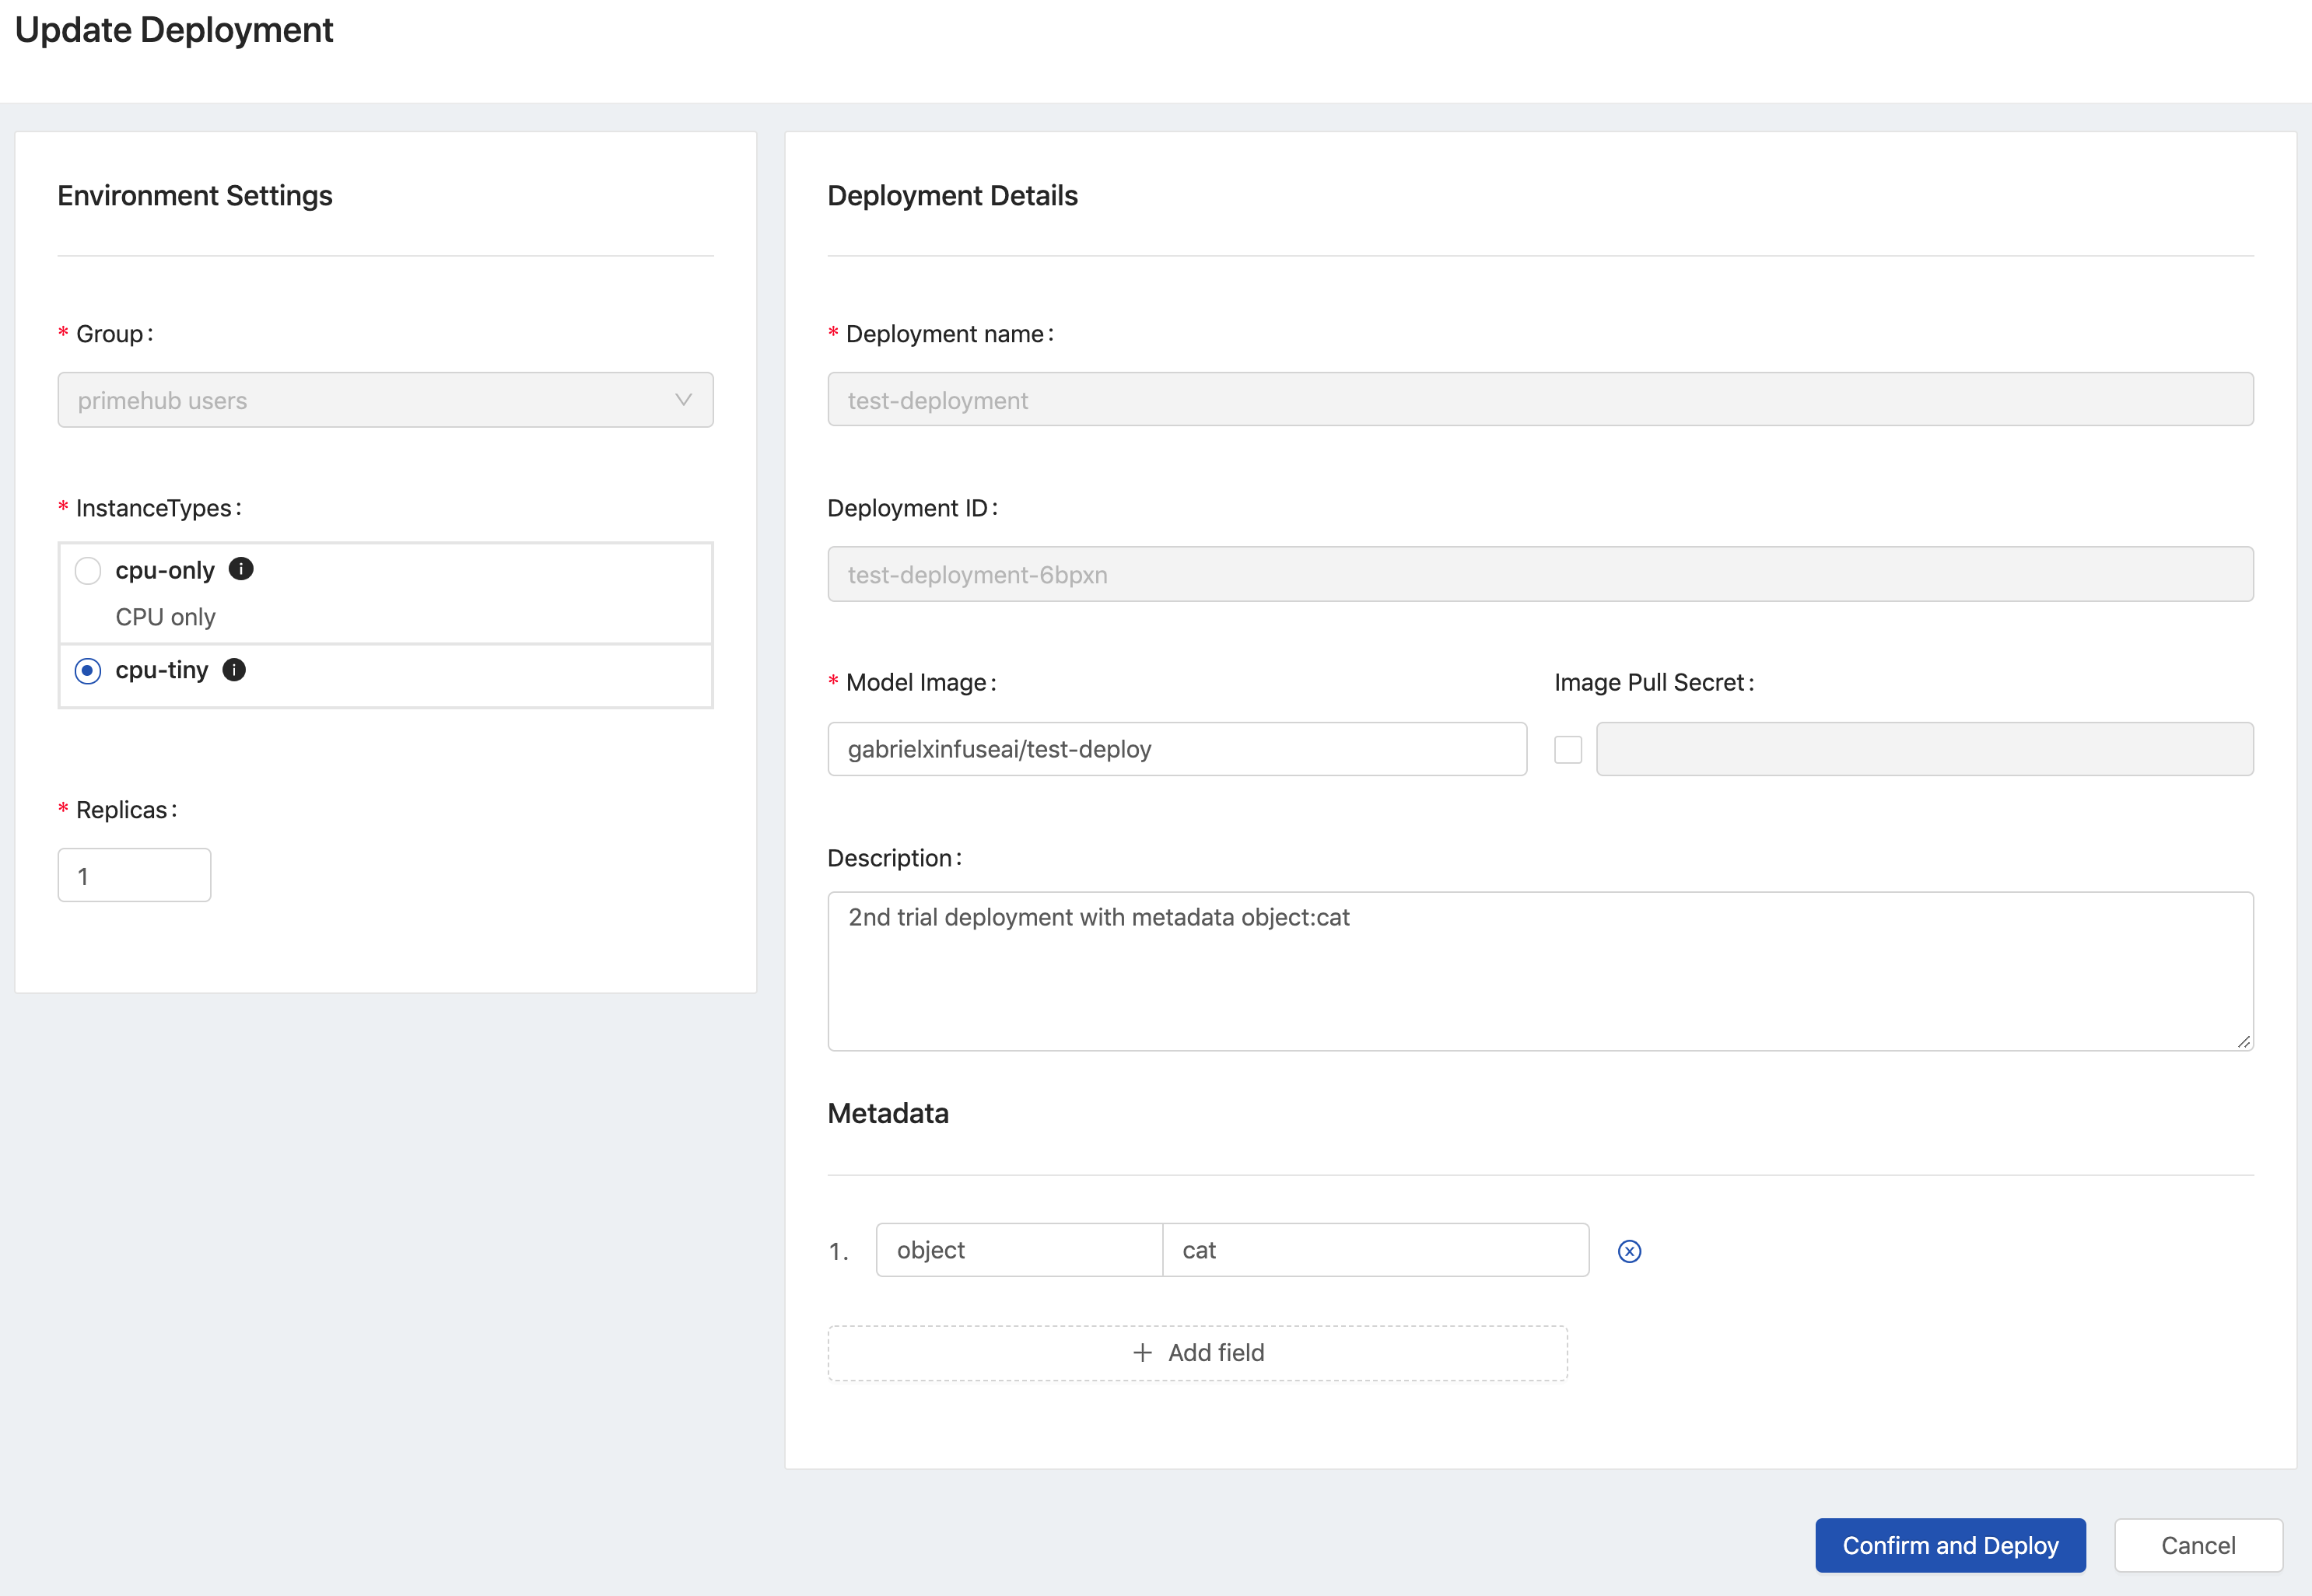 Update Deployment
Environment Settings
* Group:
primehub users
* InstanceTypes:
cpu-only
CPU only
cpu-tiny
* Replicas:
1
Deployment Details
* Deployment name:
test-deployment
Deployment ID:
test-deployment-6bpxn
* Model Image:
gabrielxinfuseai/test-deploy
Image Pull Secret:
Description:
2nd trial deployment with metadata object:cat
Metadata
1. object cat
+ Add field
Confirm and Deploy
Cancel